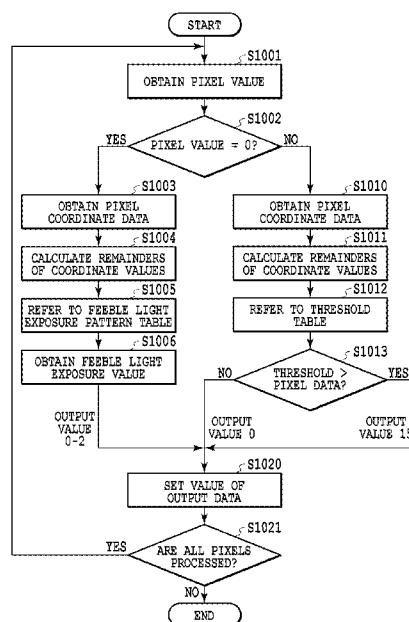 START
S1001
OBTAIN PIXEL VALUE
S1002
YES
PIXEL VALUE = 0?
NO
S1003
OBTAIN PIXEL
COORDINATE DATA
S1004
CALCULATE REMAINDERS
OF COORDINATE VALUES
S1005
REFER TO FEEBLE LIGHT
EXPOSURE PATTERN TABLE
S1006
OBTAIN FEEBLE LIGHT
EXPOSURE VALUE
OUTPUT
VALUE
0-2
S1010
OBTAIN PIXEL
COORDINATE DATA
S1011
CALCULATE REMAINDERS
OF COORDINATE VALUES
S1012
REFER TO THRESHOLD
TABLE
S1013
NO
THRESHOLD >
PIXEL DATA?
YES
OUTPUT
VALUE 0
OUTPUT
VALUE 15
S1020
SET VALUE OF
OUTPUT DATA
S1021
YES
ARE ALL PIXELS
PROCESSED?
NO
END